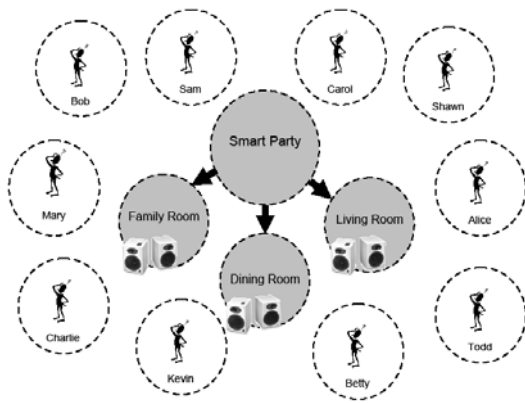 Bob
Sam
Carol
Shawn
Smart Party
Mary
Family Room
Living Room
Alice
Dining Room
Charlie
Kevin
Betty
Todd